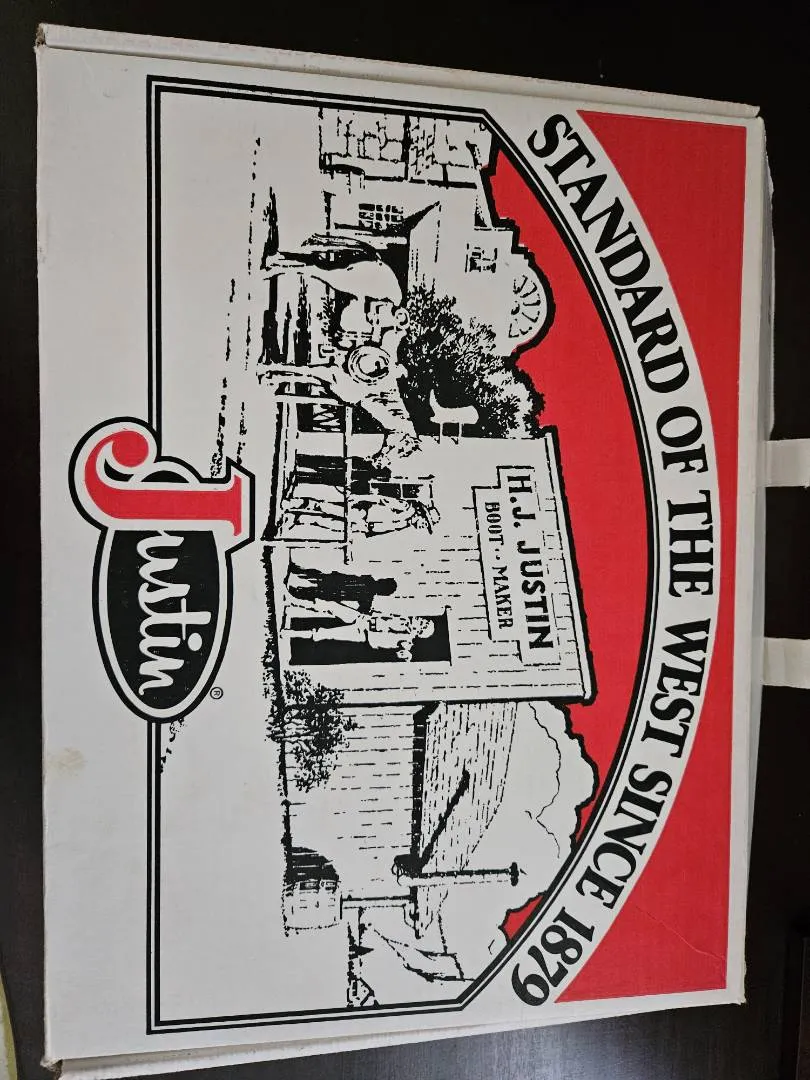 STANDARD OF THE WEST SINCE 1879
H.J. JUSTIN
BOOT - MAKER
Justin ®